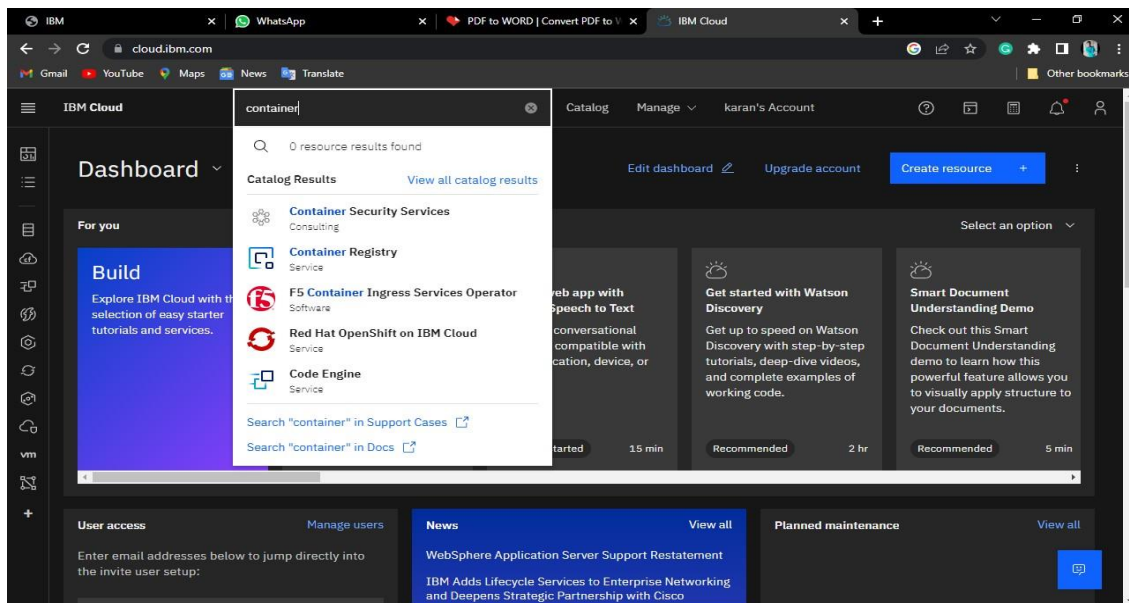 IBM
WhatsApp
PDF to WORD | Convert PDF to
IBM Cloud
cloud.ibm.com
Gmail
YouTube
Maps
News
Translate
Other bookmarks
IBM Cloud
container
Catalog
Manage
karan's Account
0 resource results found
Catalog Results
View all catalog results
Container Security Services
Consulting
Container Registry
Service
F5 Container Ingress Services Operator
Software
Red Hat OpenShift on IBM Cloud
Service
Code Engine
Service
Search "container" in Support Cases
Search "container" in Docs
Dashboard
Edit dashboard
Upgrade account
Create resource +
For you
Select an option
Build
Explore IBM Cloud with
selection of easy starter
tutorials and services.
app with
Speech to Text
conversational
compatible with
device, or
15 min
Get started with Watson
Discovery
Get up to speed on Watson
Discovery with step-by-step
tutorials, deep-dive videos,
and complete examples of
working code.
Recommended
2 hr
Smart Document
Understanding Demo
Check out this Smart
Document Understanding
demo to learn how this
powerful feature allows you
to visually apply structure to
your documents.
Recommended
5 min
vm
User access
Manage users
Enter email addresses below to jump directly into
the invite user setup:
News
View all
WebSphere Application Server Support Restatement
IBM Adds Lifecycle Services to Enterprise Networking
and Deepens Strategic Partnership with Cisco
Planned maintenance
View all